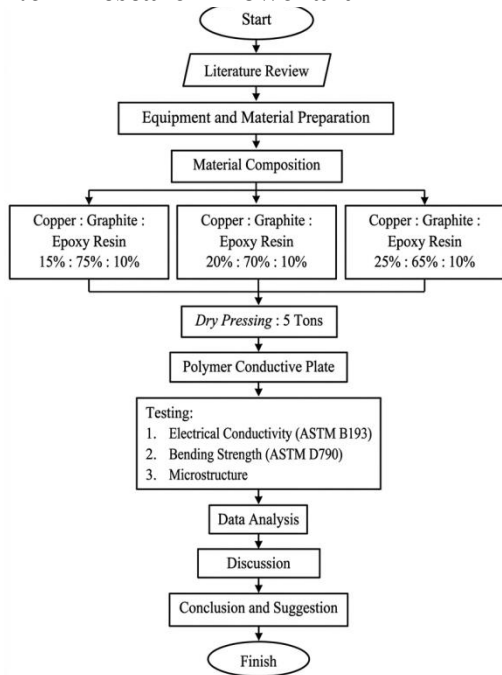 Start
Literature Review
Equipment and Material Preparation
Material Composition
Copper : Graphite :
Epoxy Resin
15% : 75% : 10%
Copper : Graphite :
Epoxy Resin
20% : 70% : 10%
Copper : Graphite :
Epoxy Resin
25% : 65% : 10%
Dry Pressing : 5 Tons
Polymer Conductive Plate
Testing:
1. Electrical Conductivity (ASTM B193)
2. Bending Strength (ASTM D790)
3. Microstructure
Data Analysis
Discussion
Conclusion and Suggestion
Finish